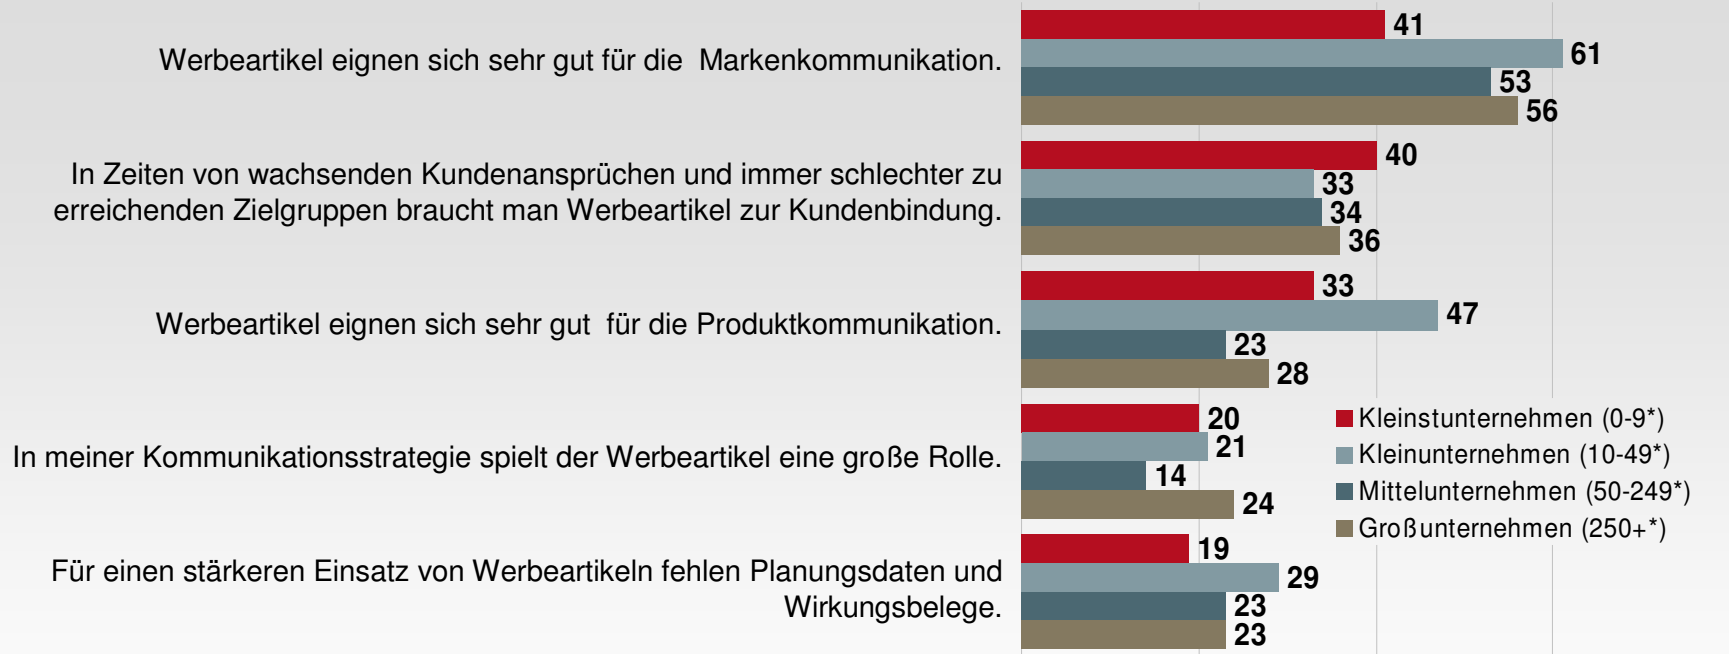 Werbeartikel eignen sich sehr gut für die Markenkommunikation.
41
61
53
56
In Zeiten von wachsenden Kundenansprüchen und immer schlechter zu
erreichenden Zielgruppen braucht man Werbeartikel zur Kundenbindung.
40
33
34
36
Werbeartikel eignen sich sehr gut für die Produktkommunikation.
33
47
23
28
In meiner Kommunikationsstrategie spielt der Werbeartikel eine große Rolle.
20
21
14
24
Für einen stärkeren Einsatz von Werbeartikeln fehlen Planungsdaten und
Wirkungsbelege.
19
29
23
23
Kleinstunternehmen (0-9*)
Kleinunternehmen (10-49*)
Mittelunternehmen (50-249*)
Großunternehmen (250+*)